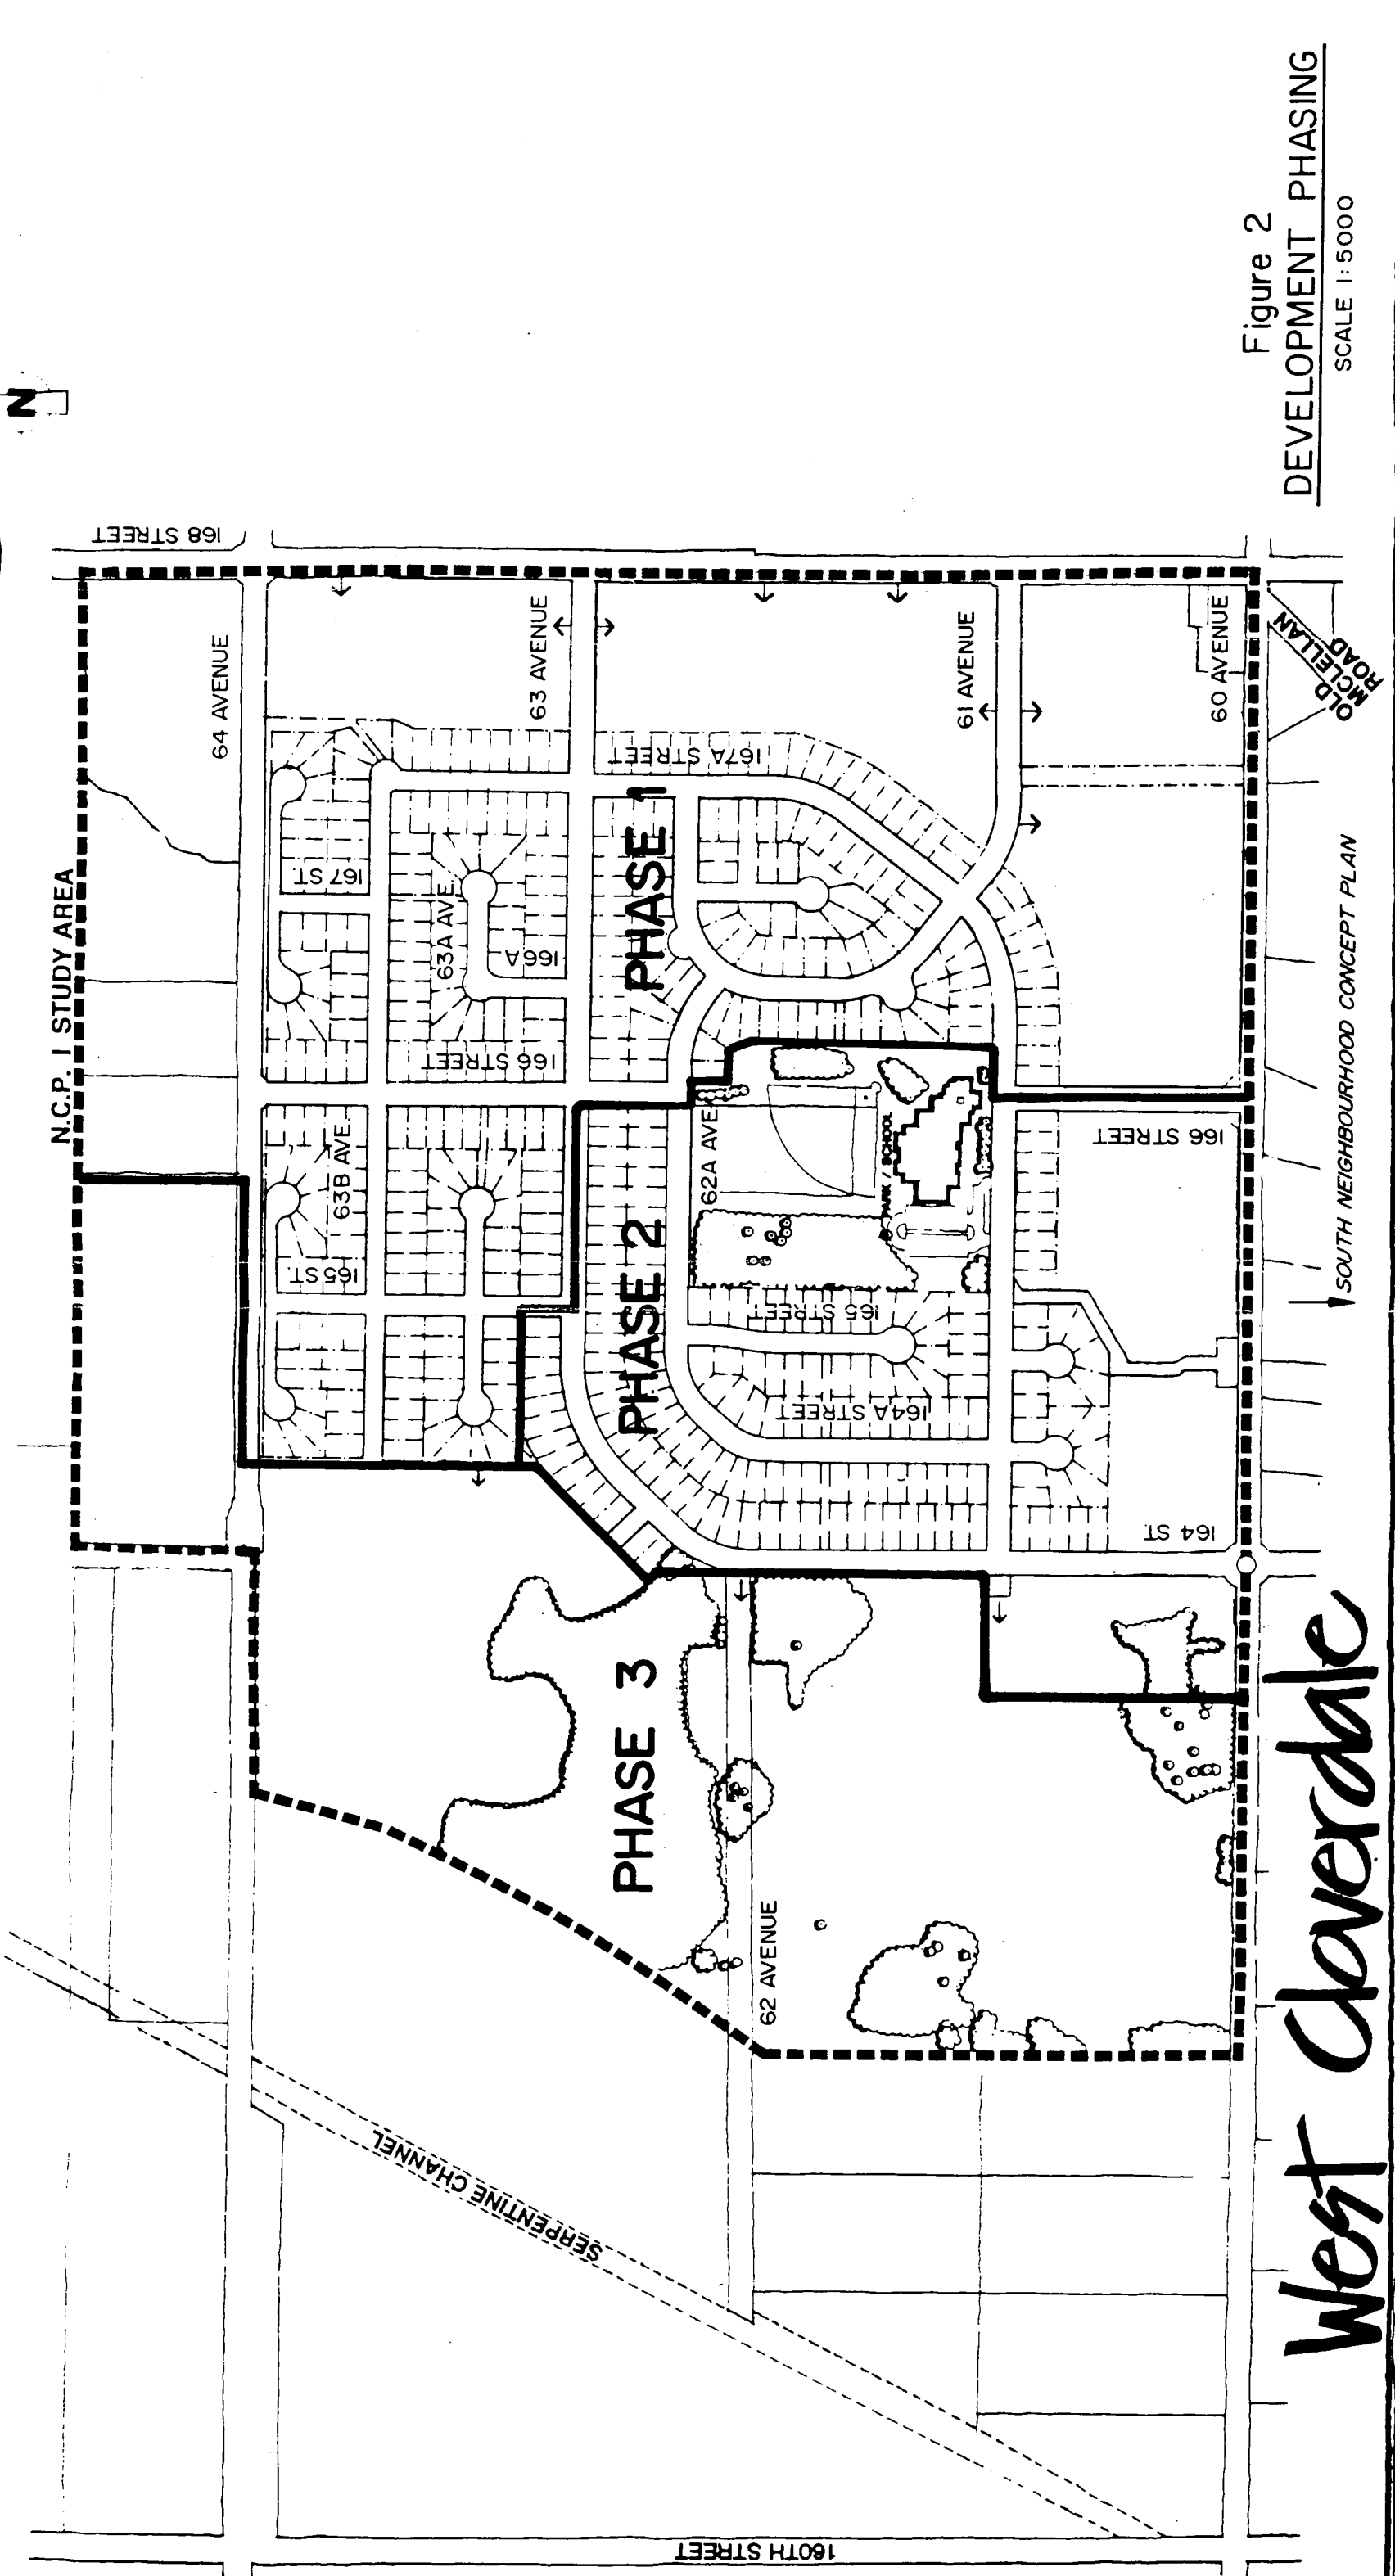 N
N.C.P. 1 STUDY AREA
168 STREET
64 AVENUE
63 AVENUE
61 AVENUE
60 AVENUE
OLD
MCLELLAN
ROAD
167A STREET
167 ST.
63A AVE.
166A
166 STREET
PHASE 1
63B AVE.
165 ST.
PHASE 2
62A AVE.
PARK / SCHOOL
166 STREET
165 STREET
164A STREET
164 ST.
PHASE 3
62 AVENUE
SERPENTINE CHANNEL
160TH STREET
SOUTH NEIGHBOURHOOD CONCEPT PLAN
Figure 2
DEVELOPMENT PHASING
SCALE 1:5000
West Cloverdale